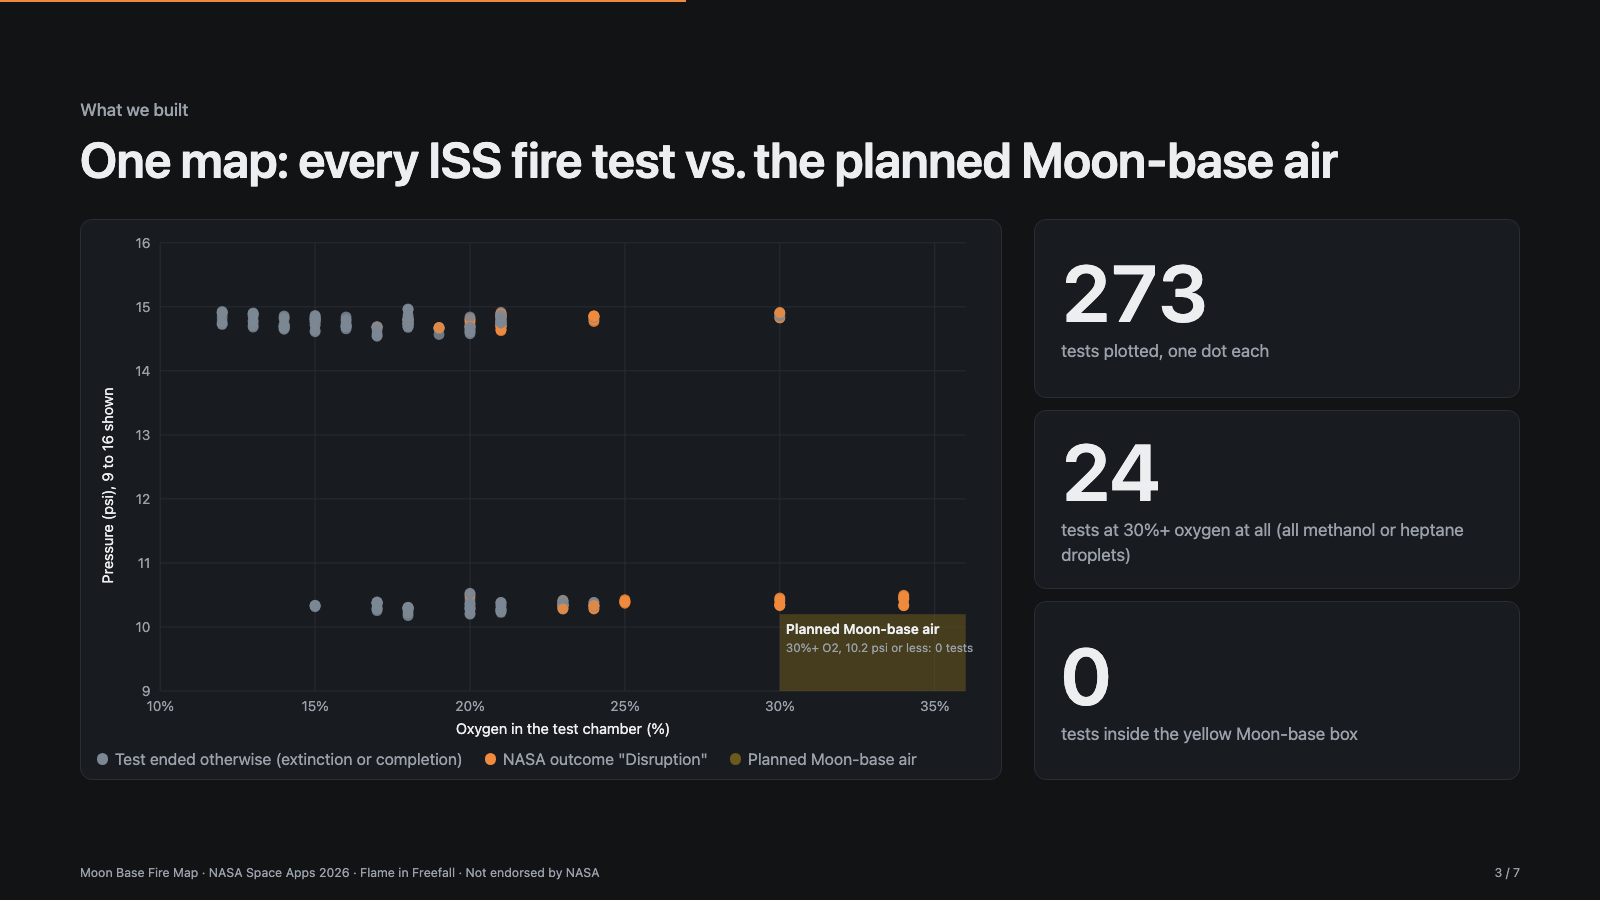 What we built
One map: every ISS fire test vs. the planned Moon-base air
16
15
14
13
12
11
10
9
Pressure (psi), 9 to 16 shown
10%
15%
20%
25%
30%
35%
Oxygen in the test chamber (%)
Planned Moon-base air
30%+ O2, 10.2 psi or less: 0 tests
Test ended otherwise (extinction or completion)
NASA outcome "Disruption"
Planned Moon-base air
273
tests plotted, one dot each
24
tests at 30%+ oxygen at all (all methanol or heptane
droplets)
0
tests inside the yellow Moon-base box
Moon Base Fire Map · NASA Space Apps 2026 · Flame in Freefall · Not endorsed by NASA
3 / 7